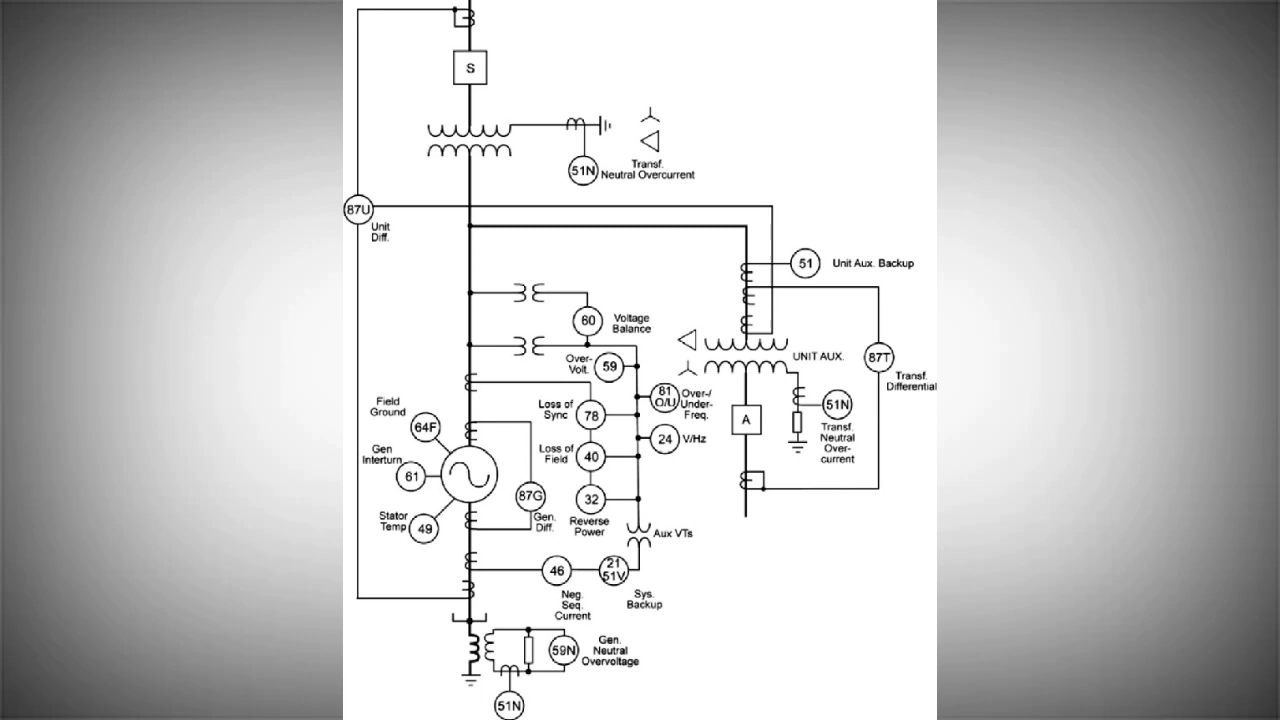 S
51N
Transf.
Neutral Overcurrent
87U
Unit
Diff.
51
Unit Aux. Backup
60
Voltage
Balance
Over-
Volt.
59
UNIT AUX.
87T
Transf.
Differential
81
O/U
Over-/
Under-
Freq.
Loss of
Sync
78
24
V/Hz
A
51N
Transf.
Neutral
Over-
current
Field
Ground
64F
Gen
Interturn
61
Loss of
Field
40
87G
Gen.
Diff.
32
Reverse
Power
Stator
Temp
49
Aux VTs
46
Neg.
Seq.
Current
21
51V
Sys.
Backup
59N
Gen.
Neutral
Overvoltage
51N